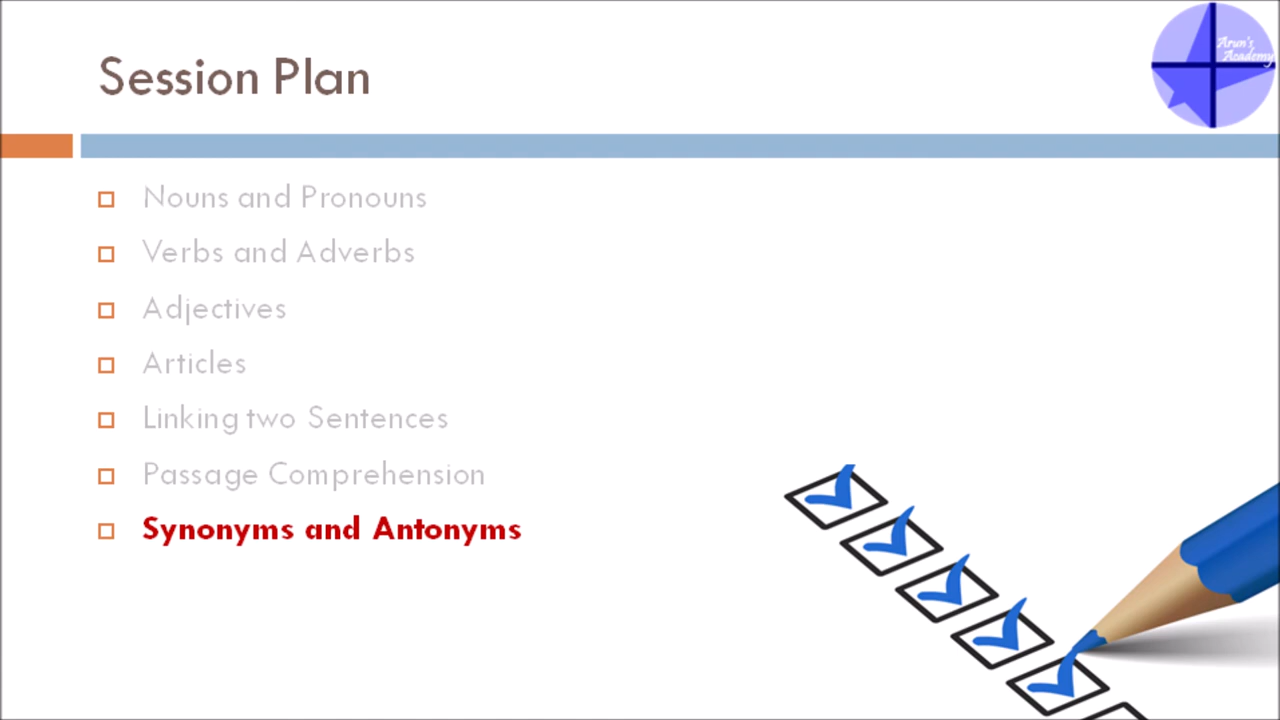 Session Plan
Arun's
Academy
Nouns and Pronouns
Verbs and Adverbs
Adjectives
Articles
Linking two Sentences
Passage Comprehension
Synonyms and Antonyms